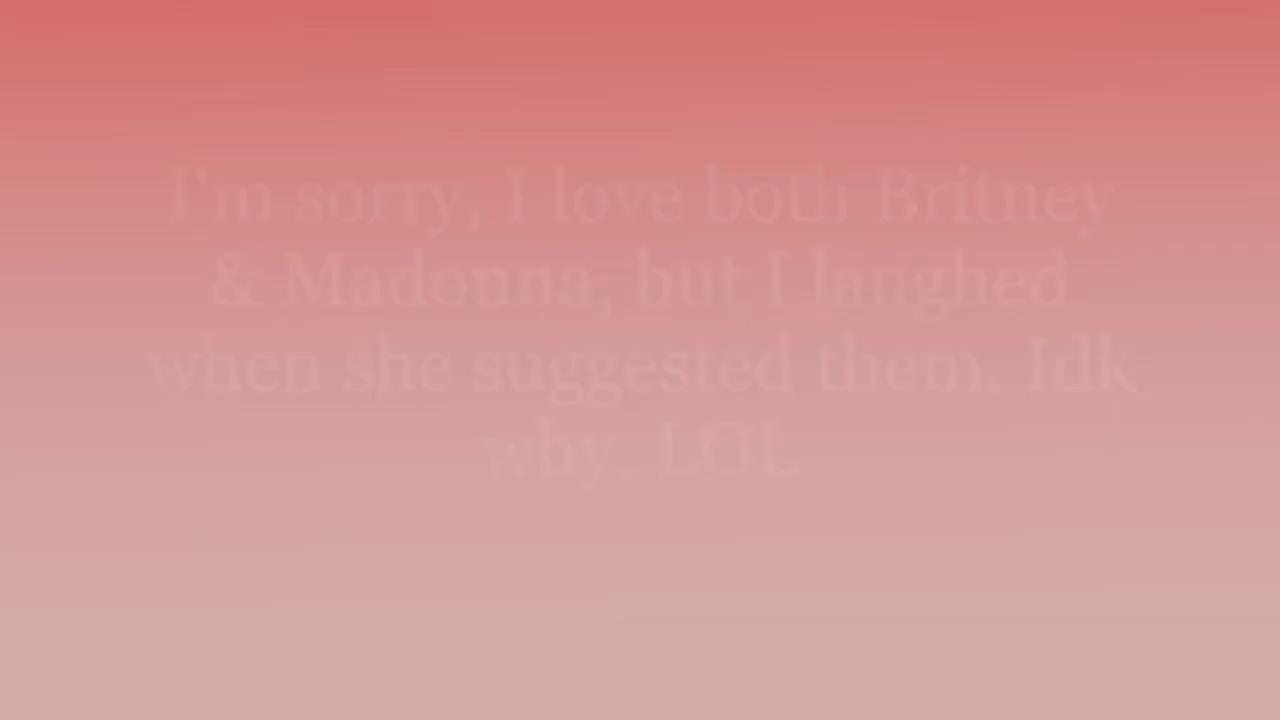 I'm sorry, I love both Britney
& Madonna, but I laughed
when she suggested them. Idk
why. LOL